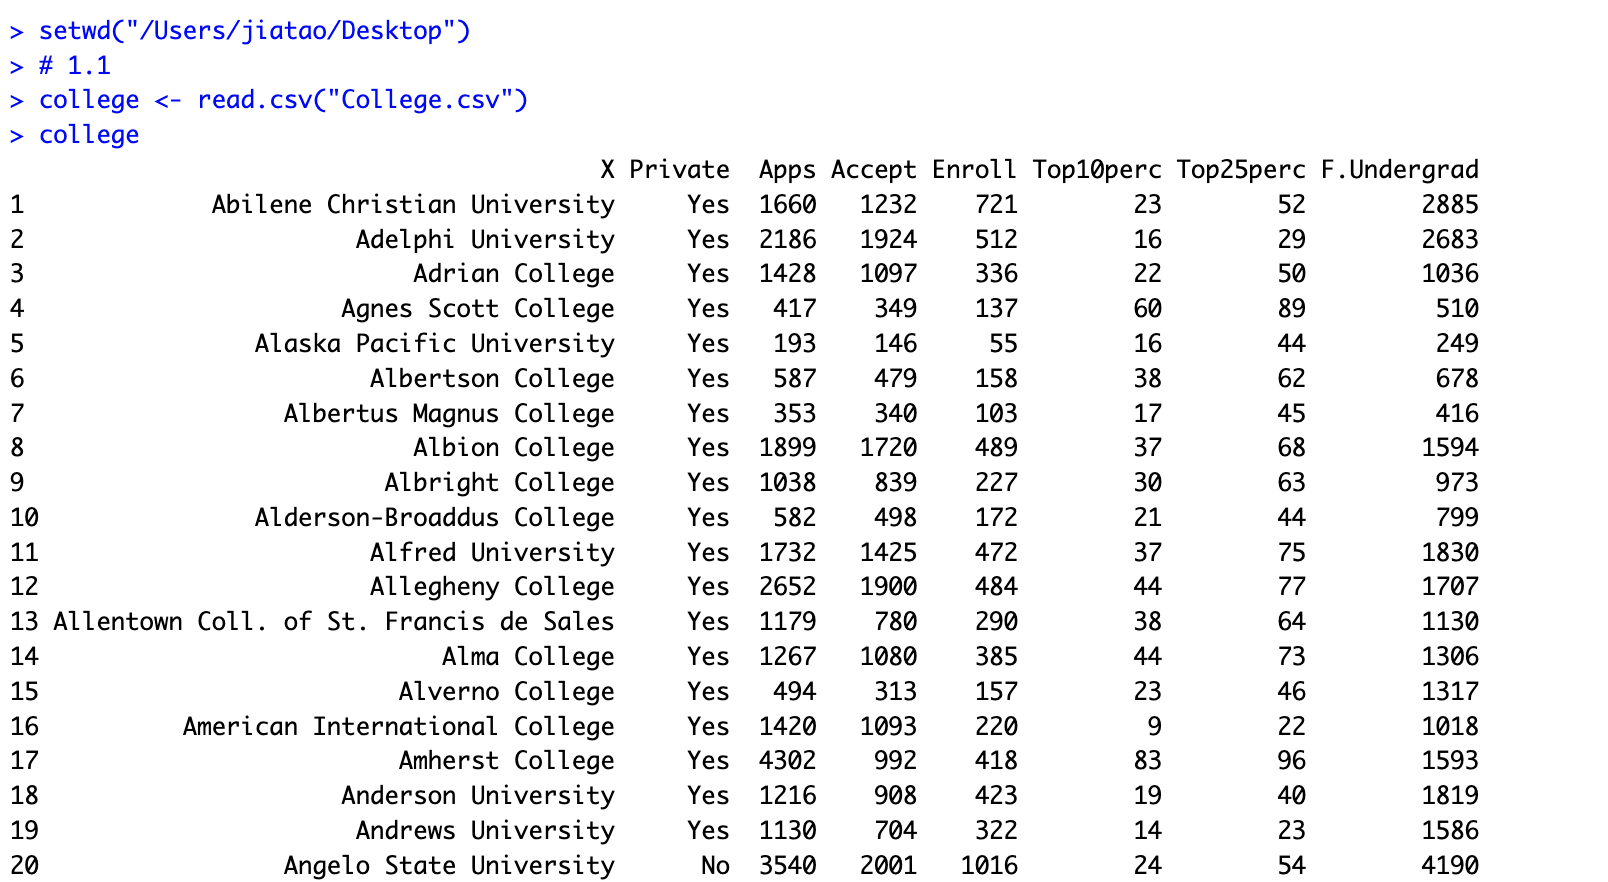 > setwd("/Users/jiatao/Desktop")
> # 1.1
> college <- read.csv("College.csv")
> college
X Private Apps Accept Enroll Top10perc Top25perc F.Undergrad
1 Abilene Christian University Yes 1660 1232 721 23 52 2885
2 Adelphi University Yes 2186 1924 512 16 29 2683
3 Adrian College Yes 1428 1097 336 22 50 1036
4 Agnes Scott College Yes 417 349 137 60 89 510
5 Alaska Pacific University Yes 193 146 55 16 44 249
6 Albertson College Yes 587 479 158 38 62 678
7 Albertus Magnus College Yes 353 340 103 17 45 416
8 Albion College Yes 1899 1720 489 37 68 1594
9 Albright College Yes 1038 839 227 30 63 973
10 Alderson-Broaddus College Yes 582 498 172 21 44 799
11 Alfred University Yes 1732 1425 472 37 75 1830
12 Allegheny College Yes 2652 1900 484 44 77 1707
13 Allentown Coll. of St. Francis de Sales Yes 1179 780 290 38 64 1130
14 Alma College Yes 1267 1080 385 44 73 1306
15 Alverno College Yes 494 313 157 23 46 1317
16 American International College Yes 1420 1093 220 9 22 1018
17 Amherst College Yes 4302 992 418 83 96 1593
18 Anderson University Yes 1216 908 423 19 40 1819
19 Andrews University Yes 1130 704 322 14 23 1586
20 Angelo State University No 3540 2001 1016 24 54 4190